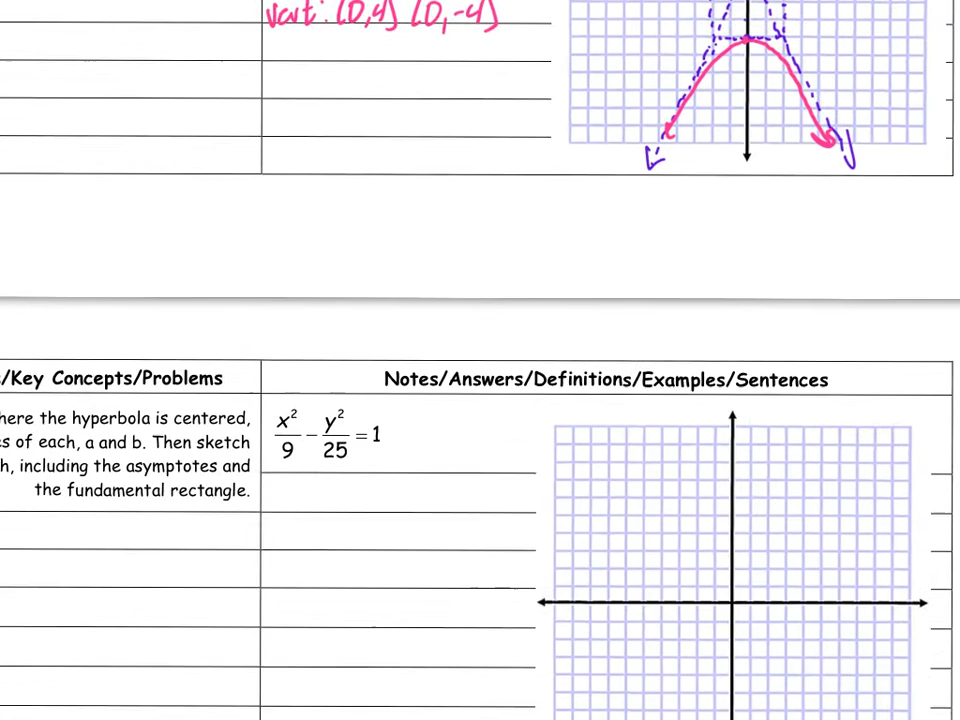 vert: (0,4) (0,-4)
/Key Concepts/Problems
Notes/Answers/Definitions/Examples/Sentences
here the hyperbola is centered,
es of each, a and b. Then sketch
h, including the asymptotes and
the fundamental rectangle.
x²/9 − y²/25 = 1